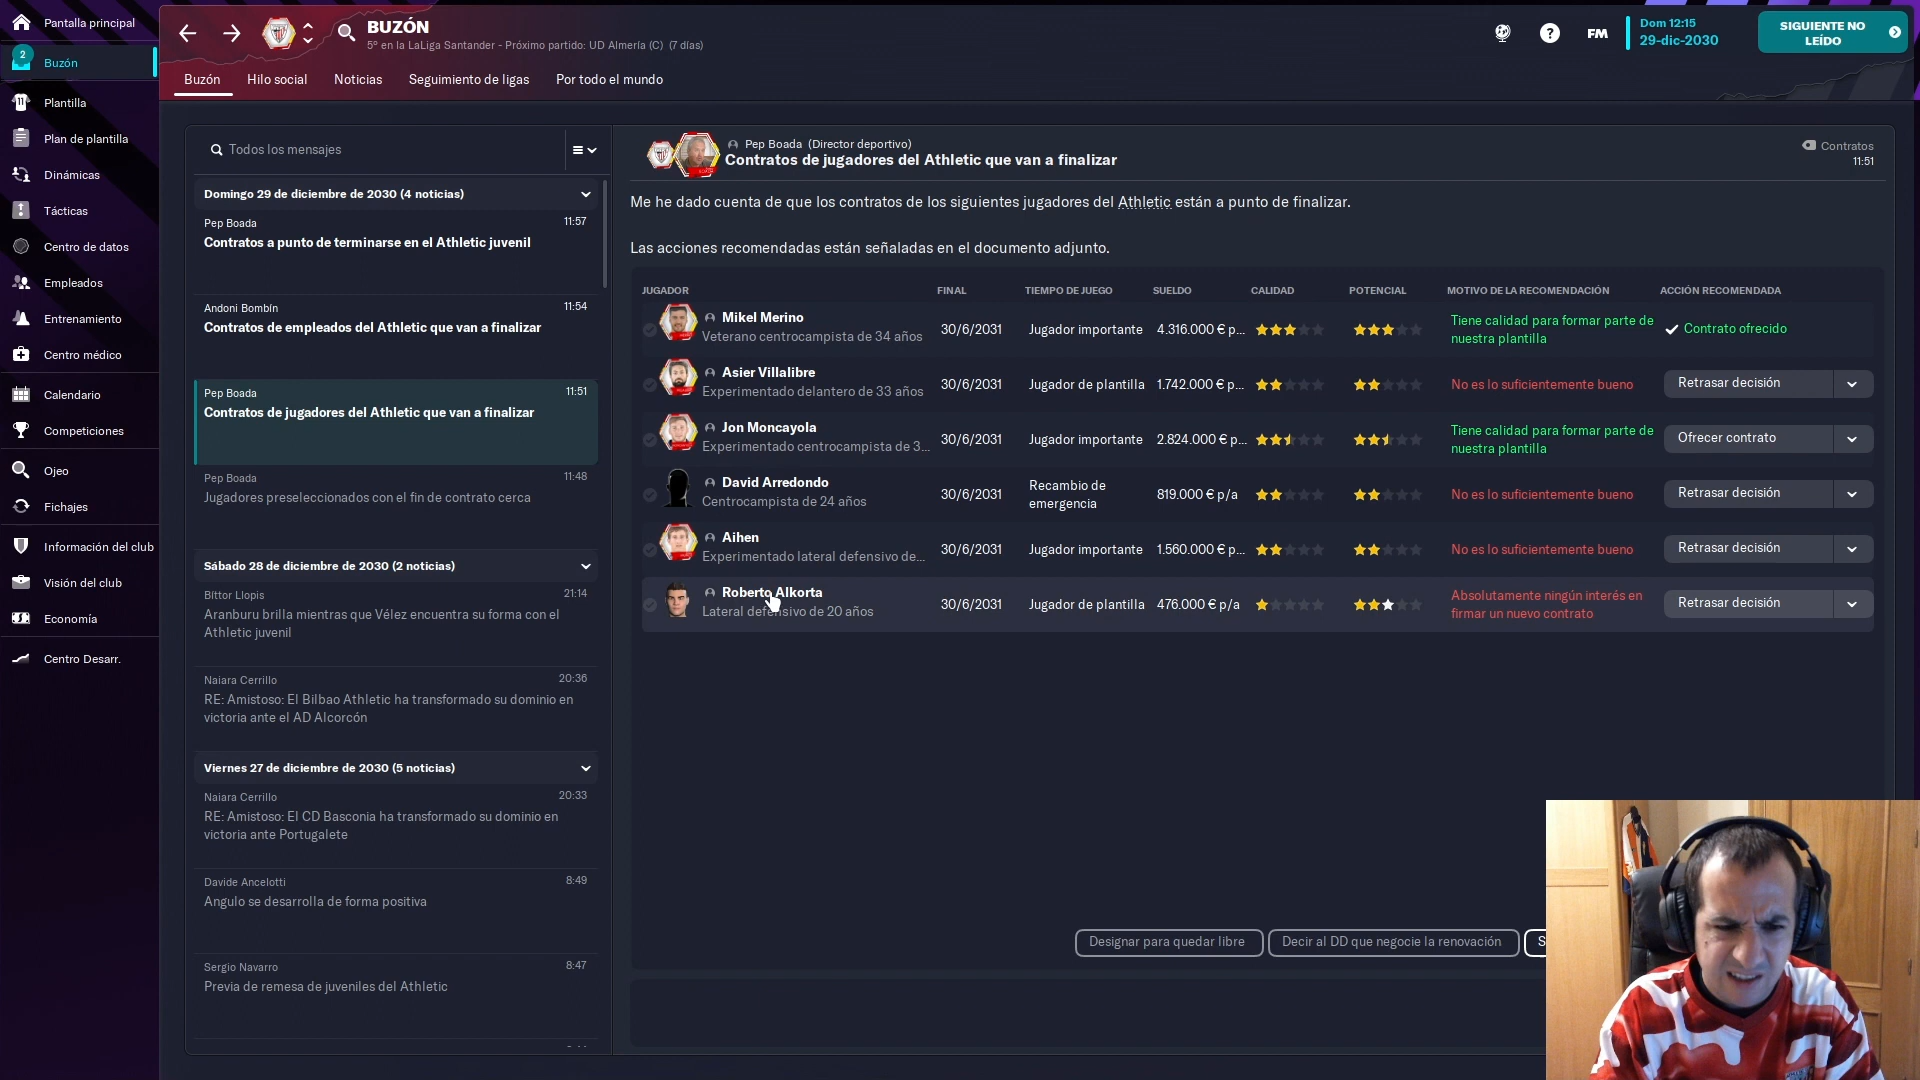 Pantalla principal
2
Buzón
Plantilla
Plan de plantilla
Dinámicas
Tácticas
Centro de datos
Empleados
Entrenamiento
Centro médico
Calendario
Competiciones
Ojeo
Fichajes
Información del club
Visión del club
Economía
Centro Desarr.
BUZÓN
5º en la LaLiga Santander - Próximo partido: UD Almería (C) (7 días)
Buzón Hilo social Noticias Seguimiento de ligas Por todo el mundo
?
FM
Dom 12:15
29-dic-2030
SIGUIENTE NO LEÍDO
Todos los mensajes
Domingo 29 de diciembre de 2030 (4 noticias)
Pep Boada 11:57
Contratos a punto de terminarse en el Athletic juvenil
Andoni Bombín 11:54
Contratos de empleados del Athletic que van a finalizar
Pep Boada 11:51
Contratos de jugadores del Athletic que van a finalizar
Pep Boada 11:48
Jugadores preseleccionados con el fin de contrato cerca
Sábado 28 de diciembre de 2030 (2 noticias)
Bittor Llopis 21:14
Aranburu brilla mientras que Vélez encuentra su forma con el
Athletic juvenil
Naiara Cerrillo 20:36
RE: Amistoso: El Bilbao Athletic ha transformado su dominio en
victoria ante el AD Alcorcón
Viernes 27 de diciembre de 2030 (5 noticias)
Naiara Cerrillo 20:33
RE: Amistoso: El CD Basconia ha transformado su dominio en
victoria ante Portugalete
Davide Ancelotti 8:49
Angulo se desarrolla de forma positiva
Sergio Navarro 8:47
Previa de remesa de juveniles del Athletic
Pep Boada (Director deportivo)
Contratos de jugadores del Athletic que van a finalizar
Contratos
11:51
Me he dado cuenta de que los contratos de los siguientes jugadores del Athletic están a punto de finalizar.
Las acciones recomendadas están señaladas en el documento adjunto.
JUGADOR FINAL TIEMPO DE JUEGO SUELDO CALIDAD POTENCIAL MOTIVO DE LA RECOMENDACIÓN ACCIÓN RECOMENDADA
Mikel Merino
Veterano centrocampista de 34 años
30/6/2031 Jugador importante 4.316.000 € p...
Tiene calidad para formar parte de
nuestra plantilla
Contrato ofrecido
Asier Villalibre
Experimentado delantero de 33 años
30/6/2031 Jugador de plantilla 1.742.000 € p... No es lo suficientemente bueno Retrasar decisión
Jon Moncayola
Experimentado centrocampista de 3...
30/6/2031 Jugador importante 2.824.000 € p...
Tiene calidad para formar parte de
nuestra plantilla
Ofrecer contrato
David Arredondo
Centrocampista de 24 años
30/6/2031
Recambio de
emergencia
819.000 € p/a No es lo suficientemente bueno Retrasar decisión
Aihen
Experimentado lateral defensivo de...
30/6/2031 Jugador importante 1.560.000 € p... No es lo suficientemente bueno Retrasar decisión
Roberto Alkorta
Lateral defensivo de 20 años
30/6/2031 Jugador de plantilla 476.000 € p/a
Absolutamente ningún interés en
firmar un nuevo contrato
Retrasar decisión
Designar para quedar libre Decir al DD que negocie la renovación